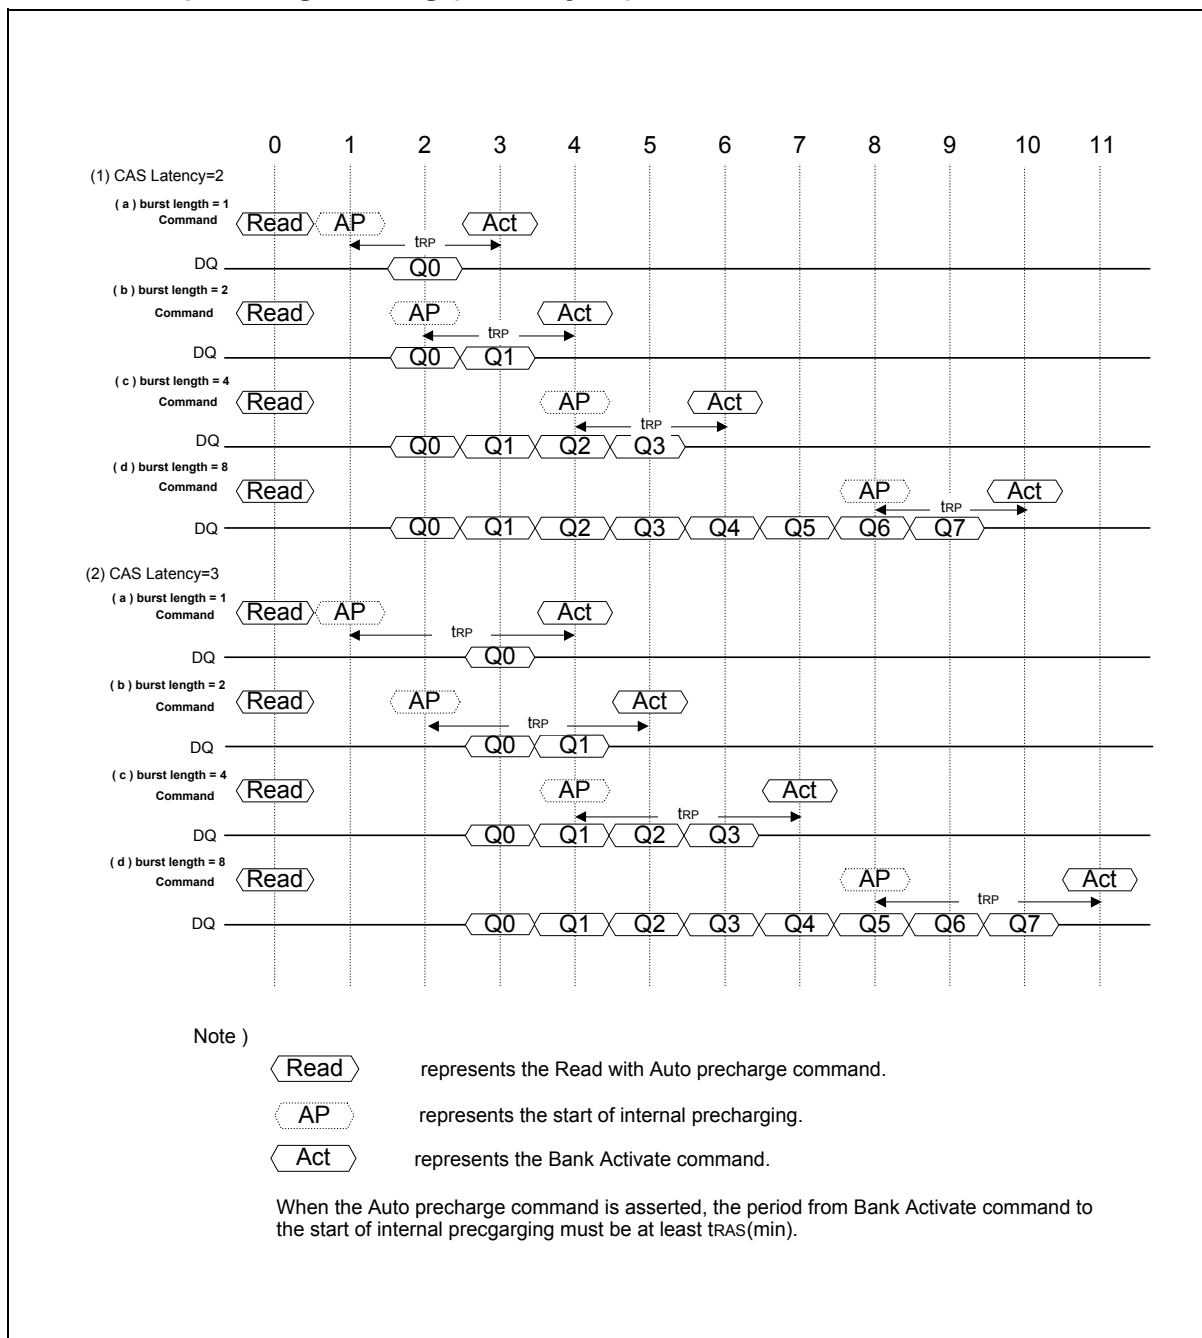 0 1 2 3 4 5 6 7 8 9 10 11
(1) CAS Latency=2
( a ) burst length = 1
Command Read AP Act
tRP
DQ Q0
( b ) burst length = 2
Command Read AP Act
tRP
DQ Q0 Q1
( c ) burst length = 4
Command Read AP Act
tRP
DQ Q0 Q1 Q2 Q3
( d ) burst length = 8
Command Read AP Act
tRP
DQ Q0 Q1 Q2 Q3 Q4 Q5 Q6 Q7
(2) CAS Latency=3
( a ) burst length = 1
Command Read AP Act
tRP
DQ Q0
( b ) burst length = 2
Command Read AP Act
tRP
DQ Q0 Q1
( c ) burst length = 4
Command Read AP Act
tRP
DQ Q0 Q1 Q2 Q3
( d ) burst length = 8
Command Read AP Act
tRP
DQ Q0 Q1 Q2 Q3 Q4 Q5 Q6 Q7
Note )
Read represents the Read with Auto precharge command.
AP represents the start of internal precharging.
Act represents the Bank Activate command.
When the Auto precharge command is asserted, the period from Bank Activate command to
the start of internal precgarging must be at least tRAS(min).